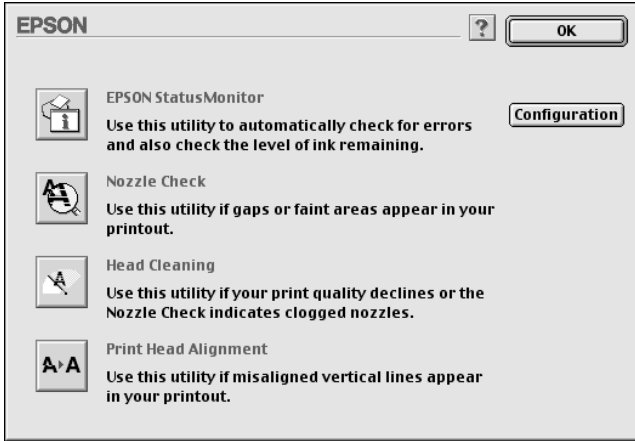 EPSON
?
OK
EPSON StatusMonitor
Use this utility to automatically check for errors
and also check the level of ink remaining.
Configuration
Nozzle Check
Use this utility if gaps or faint areas appear in your
printout.
Head Cleaning
Use this utility if your print quality declines or the
Nozzle Check indicates clogged nozzles.
A A
Print Head Alignment
Use this utility if misaligned vertical lines appear
in your printout.